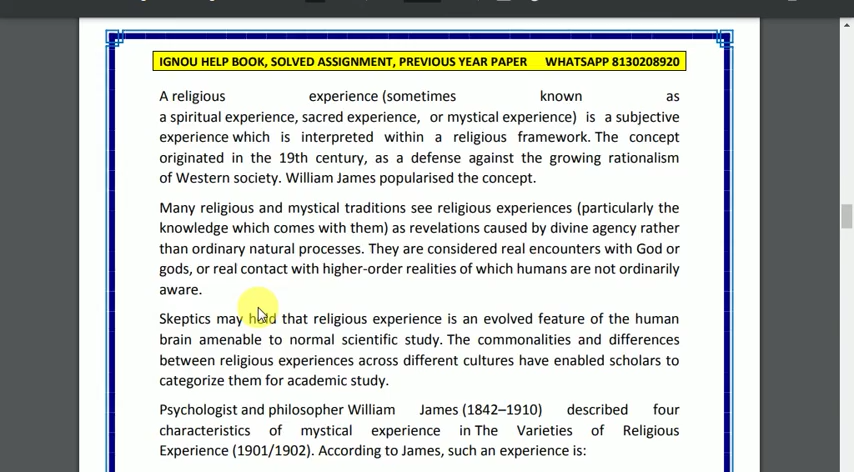 IGNOU HELP BOOK, SOLVED ASSIGNMENT, PREVIOUS YEAR PAPER WHATSAPP 8130208920
A religious experience (sometimes known as
a spiritual experience, sacred experience, or mystical experience) is a subjective
experience which is interpreted within a religious framework. The concept
originated in the 19th century, as a defense against the growing rationalism
of Western society. William James popularised the concept.
Many religious and mystical traditions see religious experiences (particularly the
knowledge which comes with them) as revelations caused by divine agency rather
than ordinary natural processes. They are considered real encounters with God or
gods, or real contact with higher-order realities of which humans are not ordinarily
aware.
Skeptics may hold that religious experience is an evolved feature of the human
brain amenable to normal scientific study. The commonalities and differences
between religious experiences across different cultures have enabled scholars to
categorize them for academic study.
Psychologist and philosopher William James (1842–1910) described four
characteristics of mystical experience in The Varieties of Religious
Experience (1901/1902). According to James, such an experience is: